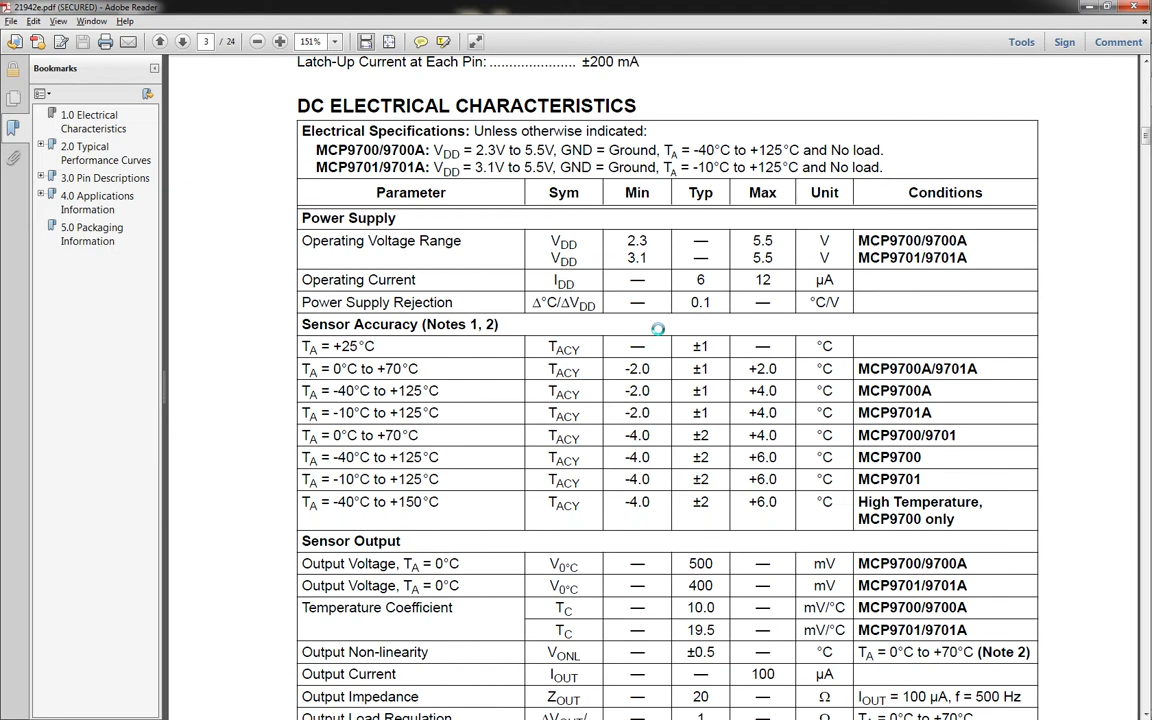 21942e.pdf (SECURED) - Adobe Reader
File Edit View Window Help
3 / 24 151% Tools Sign Comment
Bookmarks
1.0 Electrical
Characteristics
2.0 Typical
Performance Curves
3.0 Pin Descriptions
4.0 Applications
Information
5.0 Packaging
Information
Latch-Up Current at Each Pin: ...................... ±200 mA
DC ELECTRICAL CHARACTERISTICS
Electrical Specifications: Unless otherwise indicated:
MCP9700/9700A: VDD = 2.3V to 5.5V, GND = Ground, TA = -40°C to +125°C and No load.
MCP9701/9701A: VDD = 3.1V to 5.5V, GND = Ground, TA = -10°C to +125°C and No load.
Parameter Sym Min Typ Max Unit Conditions
Power Supply
Operating Voltage Range VDD 2.3 — 5.5 V MCP9700/9700A
VDD 3.1 — 5.5 V MCP9701/9701A
Operating Current IDD — 6 12 µA
Power Supply Rejection Δ°C/ΔVDD — 0.1 — °C/V
Sensor Accuracy (Notes 1, 2)
TA = +25°C TACY — ±1 — °C
TA = 0°C to +70°C TACY -2.0 ±1 +2.0 °C MCP9700A/9701A
TA = -40°C to +125°C TACY -2.0 ±1 +4.0 °C MCP9700A
TA = -10°C to +125°C TACY -2.0 ±1 +4.0 °C MCP9701A
TA = 0°C to +70°C TACY -4.0 ±2 +4.0 °C MCP9700/9701
TA = -40°C to +125°C TACY -4.0 ±2 +6.0 °C MCP9700
TA = -10°C to +125°C TACY -4.0 ±2 +6.0 °C MCP9701
TA = -40°C to +150°C TACY -4.0 ±2 +6.0 °C High Temperature,
MCP9700 only
Sensor Output
Output Voltage, TA = 0°C V0°C — 500 — mV MCP9700/9700A
Output Voltage, TA = 0°C V0°C — 400 — mV MCP9701/9701A
Temperature Coefficient TC — 10.0 — mV/°C MCP9700/9700A
TC — 19.5 — mV/°C MCP9701/9701A
Output Non-linearity VONL — ±0.5 — °C TA = 0°C to +70°C (Note 2)
Output Current IOUT — — 100 µA
Output Impedance ZOUT — 20 — Ω IOUT = 100 µA, f = 500 Hz
Output Load Regulation ΔVOUT/ — 1 — Ω TA = 0°C to +70°C